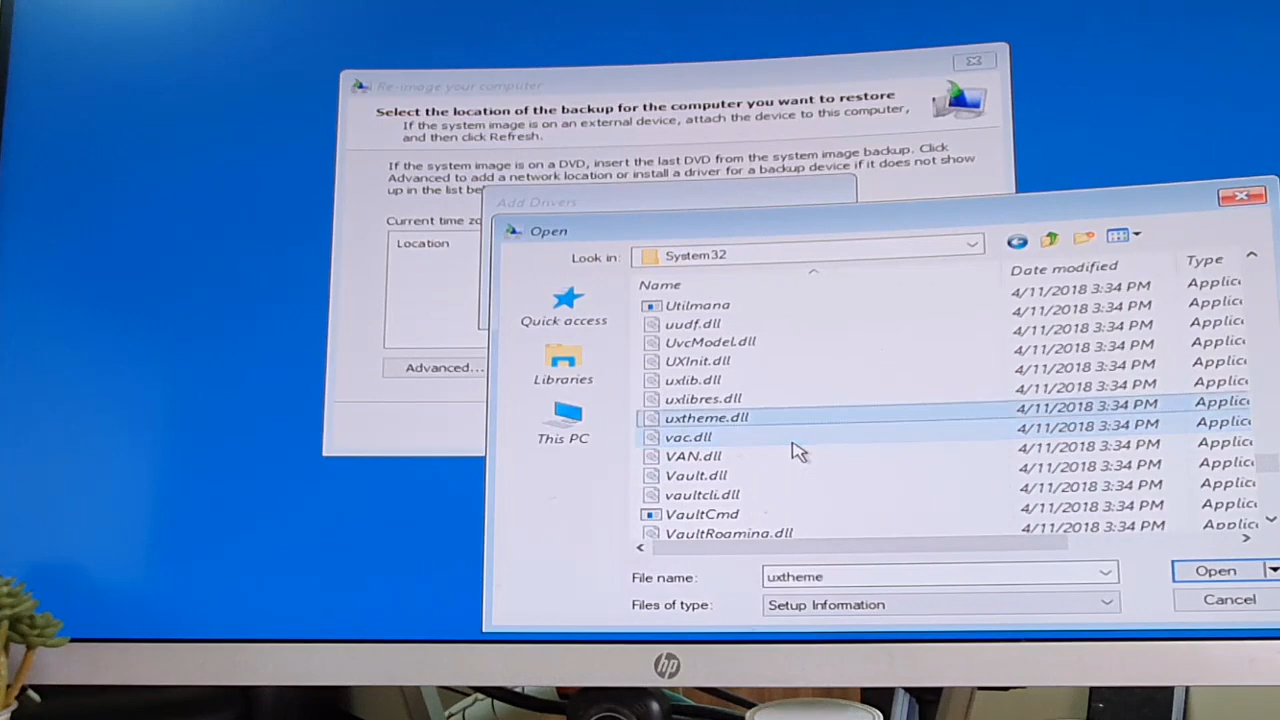 Re-image your computer
Select the location of the backup for the computer you want to restore
If the system image is on an external device, attach the device to this computer,
and then click Refresh.
If the system image is on a DVD, insert the last DVD from the system image backup. Click
Advanced to add a network location or install a driver for a backup device if it does not show
up in the list be
Current time zo
Location
Advanced...
Add Drivers
Open
Look in:
System32
Quick access
Libraries
This PC
Name
Date modified
Type
Utilmana
4/11/2018 3:34 PM
Applic
uudf.dll
4/11/2018 3:34 PM
Applic
UvcModel.dll
4/11/2018 3:34 PM
Applic
UXInit.dll
4/11/2018 3:34 PM
Applic
uxlib.dll
4/11/2018 3:34 PM
Applic
uxlibres.dll
4/11/2018 3:34 PM
Applic
uxtheme.dll
4/11/2018 3:34 PM
Applic
vac.dll
4/11/2018 3:34 PM
Applic
VAN.dll
4/11/2018 3:34 PM
Applic
Vault.dll
4/11/2018 3:34 PM
Applic
vaultcli.dll
4/11/2018 3:34 PM
Applic
VaultCmd
4/11/2018 3:34 PM
Applic
VaultRoaming.dll
4/11/2018 3:34 PM
Applic
File name:
uxtheme
Open
Files of type:
Setup Information
Cancel
hp